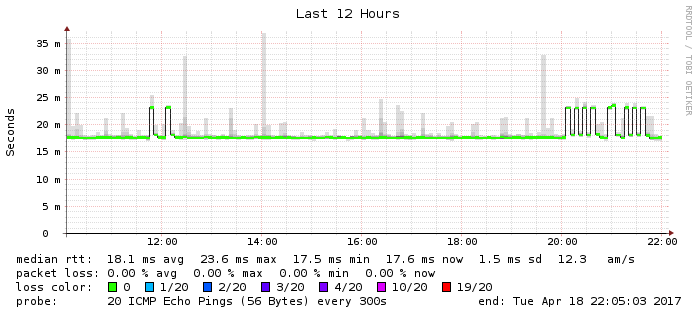 Last 12 Hours
RRDTOOL / TOBI OETIKER
Seconds
35 m
30 m
25 m
20 m
15 m
10 m
5 m
0
12:00 14:00 16:00 18:00 20:00 22:00
median rtt: 18.1 ms avg 23.6 ms max 17.5 ms min 17.6 ms now 1.5 ms sd 12.3 am/s
packet loss: 0.00 % avg 0.00 % max 0.00 % min 0.00 % now
loss color: 0 1/20 2/20 3/20 4/20 10/20 19/20
probe: 20 ICMP Echo Pings (56 Bytes) every 300s end: Tue Apr 18 22:05:03 2017